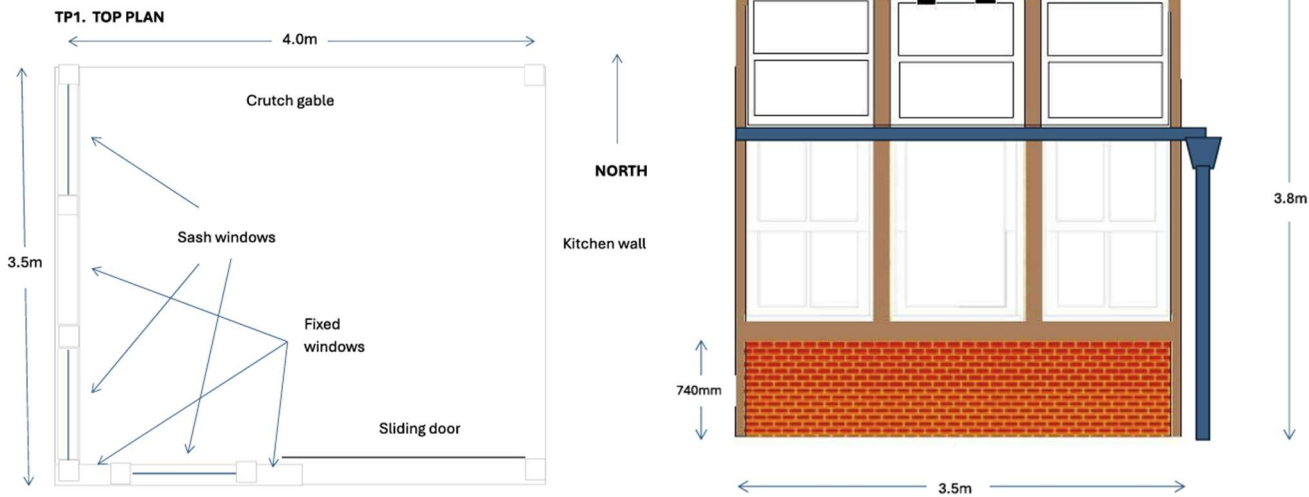 TP1. TOP PLAN
4.0m
Crutch gable
NORTH
Kitchen wall
Sash windows
3.5m
Fixed
windows
Sliding door
3.8m
740mm
3.5m